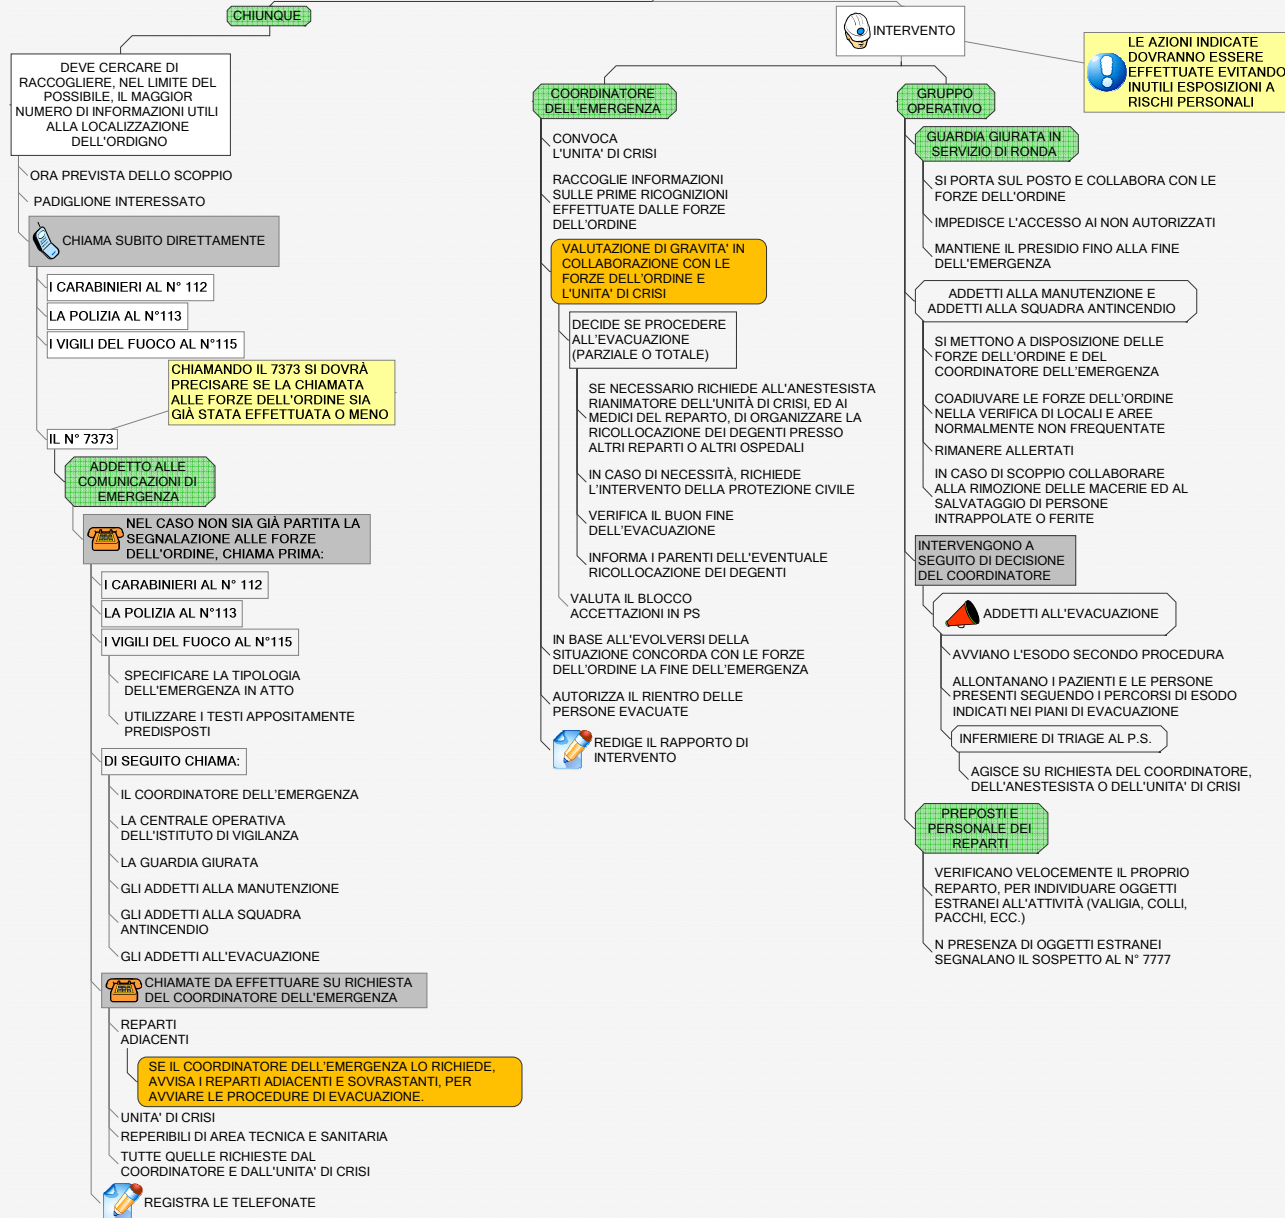 CHIUNQUE
DEVE CERCARE DI
RACCOGLIERE, NEL LIMITE DEL
POSSIBILE, IL MAGGIOR
NUMERO DI INFORMAZIONI UTILI
ALLA LOCALIZZAZIONE
DELL'ORDIGNO
ORA PREVISTA DELLO SCOPPIO
PADIGLIONE INTERESSATO
CHIAMA SUBITO DIRETTAMENTE
I CARABINIERI AL N° 112
LA POLIZIA AL N°113
I VIGILI DEL FUOCO AL N°115
CHIAMANDO IL 7373 SI DOVRÀ
PRECISARE SE LA CHIAMATA
ALLE FORZE DELL'ORDINE SIA
GIÀ STATA EFFETTUATA O MENO
IL N° 7373
ADDETTO ALLE
COMUNICAZIONI DI
EMERGENZA
NEL CASO NON SIA GIÀ PARTITA LA
SEGNALAZIONE ALLE FORZE
DELL'ORDINE, CHIAMA PRIMA:
I CARABINIERI AL N° 112
LA POLIZIA AL N°113
I VIGILI DEL FUOCO AL N°115
SPECIFICARE LA TIPOLOGIA
DELL'EMERGENZA IN ATTO
UTILIZZARE I TESTI APPOSITAMENTE
PREDISPOSTI
DI SEGUITO CHIAMA:
IL COORDINATORE DELL'EMERGENZA
LA CENTRALE OPERATIVA
DELL'ISTITUTO DI VIGILANZA
LA GUARDIA GIURATA
GLI ADDETTI ALLA MANUTENZIONE
GLI ADDETTI ALLA SQUADRA
ANTINCENDIO
GLI ADDETTI ALL'EVACUAZIONE
CHIAMATE DA EFFETTUARE SU RICHIESTA
DEL COORDINATORE DELL'EMERGENZA
REPARTI
ADIACENTI
SE IL COORDINATORE DELL'EMERGENZA LO RICHIEDE,
AVVISA I REPARTI ADIACENTI E SOVRASTANTI, PER
AVVIARE LE PROCEDURE DI EVACUAZIONE.
UNITA' DI CRISI
REPERIBILI DI AREA TECNICA E SANITARIA
TUTTE QUELLE RICHIESTE DAL
COORDINATORE E DALL'UNITA' DI CRISI
REGISTRA LE TELEFONATE
INTERVENTO
LE AZIONI INDICATE
DOVRANNO ESSERE
EFFETTUATE EVITANDO
INUTILI ESPOSIZIONI A
RISCHI PERSONALI
COORDINATORE
DELL'EMERGENZA
CONVOCA
L'UNITA' DI CRISI
RACCOGLIE INFORMAZIONI
SULLE PRIME RICOGNIZIONI
EFFETTUATE DALLE FORZE
DELL'ORDINE
VALUTAZIONE DI GRAVITA' IN
COLLABORAZIONE CON LE
FORZE DELL'ORDINE E
L'UNITA' DI CRISI
DECIDE SE PROCEDERE
ALL'EVACUAZIONE
(PARZIALE O TOTALE)
SE NECESSARIO RICHIEDE ALL'ANESTESISTA
RIANIMATORE DELL'UNITÀ DI CRISI, ED AI
MEDICI DEL REPARTO, DI ORGANIZZARE LA
RICOLLOCAZIONE DEI DEGENTI PRESSO
ALTRI REPARTI O ALTRI OSPEDALI
IN CASO DI NECESSITÀ, RICHIEDE
L'INTERVENTO DELLA PROTEZIONE CIVILE
VERIFICA IL BUON FINE
DELL'EVACUAZIONE
INFORMA I PARENTI DELL'EVENTUALE
RICOLLOCAZIONE DEI DEGENTI
VALUTA IL BLOCCO
ACCETTAZIONI IN PS
IN BASE ALL'EVOLVERSI DELLA
SITUAZIONE CONCORDA CON LE FORZE
DELL'ORDINE LA FINE DELL'EMERGENZA
AUTORIZZA IL RIENTRO DELLE
PERSONE EVACUATE
REDIGE IL RAPPORTO DI
INTERVENTO
GRUPPO
OPERATIVO
GUARDIA GIURATA IN
SERVIZIO DI RONDA
SI PORTA SUL POSTO E COLLABORA CON LE
FORZE DELL'ORDINE
IMPEDISCE L'ACCESSO AI NON AUTORIZZATI
MANTIENE IL PRESIDIO FINO ALLA FINE
DELL'EMERGENZA
ADDETTI ALLA MANUTENZIONE E
ADDETTI ALLA SQUADRA ANTINCENDIO
SI METTONO A DISPOSIZIONE DELLE
FORZE DELL'ORDINE E DEL
COORDINATORE DELL'EMERGENZA
COADIUVARE LE FORZE DELL'ORDINE
NELLA VERIFICA DI LOCALI E AREE
NORMALMENTE NON FREQUENTATE
RIMANERE ALLERTATI
IN CASO DI SCOPPIO COLLABORARE
ALLA RIMOZIONE DELLE MACERIE ED AL
SALVATAGGIO DI PERSONE
INTRAPPOLATE O FERITE
INTERVENGONO A
SEGUITO DI DECISIONE
DEL COORDINATORE
ADDETTI ALL'EVACUAZIONE
AVVIANO L'ESODO SECONDO PROCEDURA
ALLONTANANO I PAZIENTI E LE PERSONE
PRESENTI SEGUENDO I PERCORSI DI ESODO
INDICATI NEI PIANI DI EVACUAZIONE
INFERMIERE DI TRIAGE AL P.S.
AGISCE SU RICHIESTA DEL COORDINATORE,
DELL'ANESTESISTA O DELL'UNITA' DI CRISI
PREPOSTI E
PERSONALE DEI
REPARTI
VERIFICANO VELOCEMENTE IL PROPRIO
REPARTO, PER INDIVIDUARE OGGETTI
ESTRANEI ALL'ATTIVITÀ (VALIGIA, COLLI,
PACCHI, ECC.)
N PRESENZA DI OGGETTI ESTRANEI
SEGNALANO IL SOSPETTO AL N° 7777